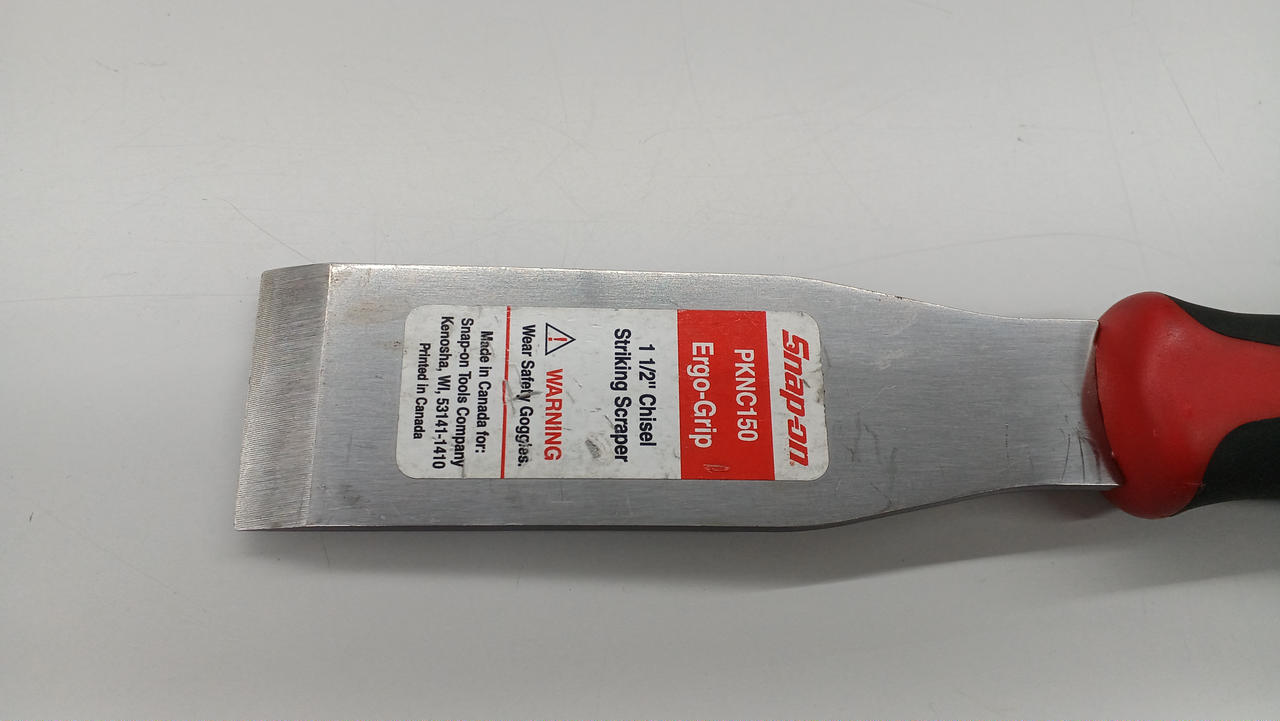 Snap-on
PKNC150
Ergo-Grip
1 1/2" Chisel
Striking Scraper
WARNING
Wear Safety Goggles.
Made in Canada for:
Snap-on Tools Company
Kenosha, WI, 53141-1410
Printed in Canada